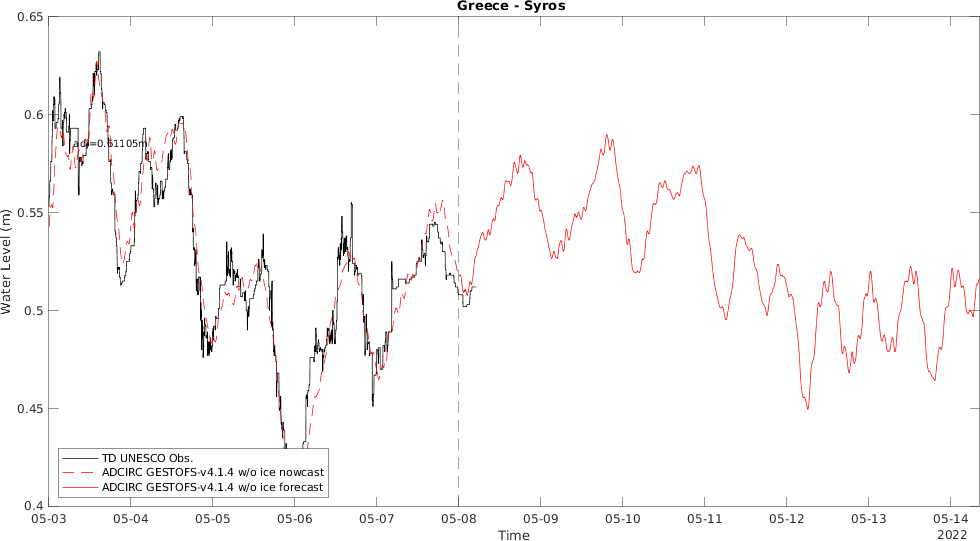 Greece - Syros
0.65
0.6
0.55
0.5
0.45
0.4
Water Level (m)
adj=0.61105m
TD UNESCO Obs.
ADCIRC GESTOFS-v4.1.4 w/o ice nowcast
ADCIRC GESTOFS-v4.1.4 w/o ice forecast
05-03 05-04 05-05 05-06 05-07 05-08 05-09 05-10 05-11 05-12 05-13 05-14
Time
2022